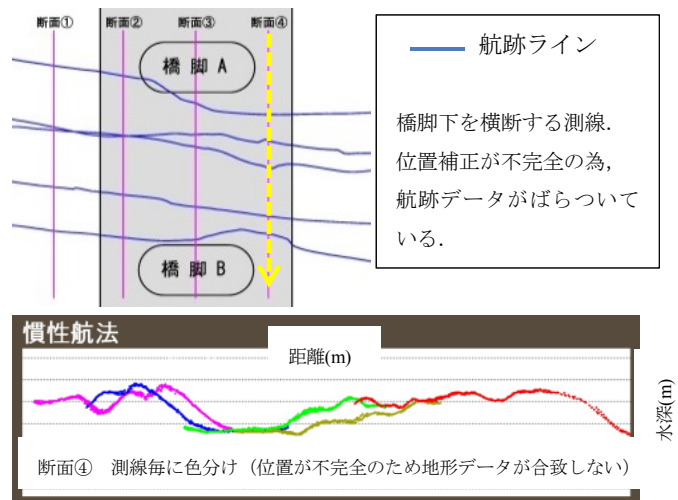 断面① 断面② 断面③ 断面④
橋 脚 A
橋 脚 B
航跡ライン
橋脚下を横断する測線．
位置補正が不完全の為，
航跡データがばらついて
いる．
慣性航法
距離(m)
水深(m)
断面④　測線毎に色分け（位置が不完全のため地形データが合致しない）